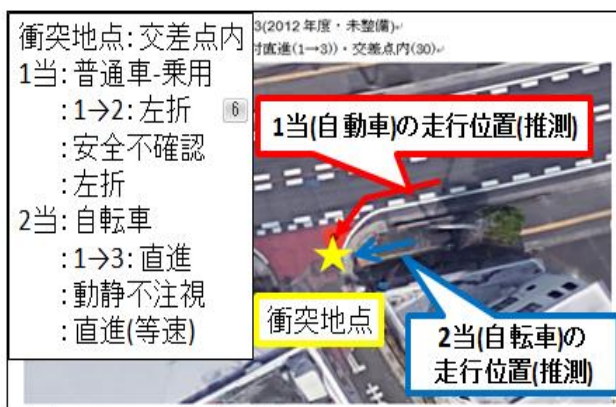 衝突地点:交差点内
1当:普通車-乗用
:1→2:左折 6
:安全不確認
:左折
2当:自転車
:1→3:直進
:動静不注視
:直進(等速)
3(2012年度・未整備)
対直進(1→3))・交差点内(30)
1当(自動車)の走行位置(推測)
衝突地点
2当(自転車)の
走行位置(推測)